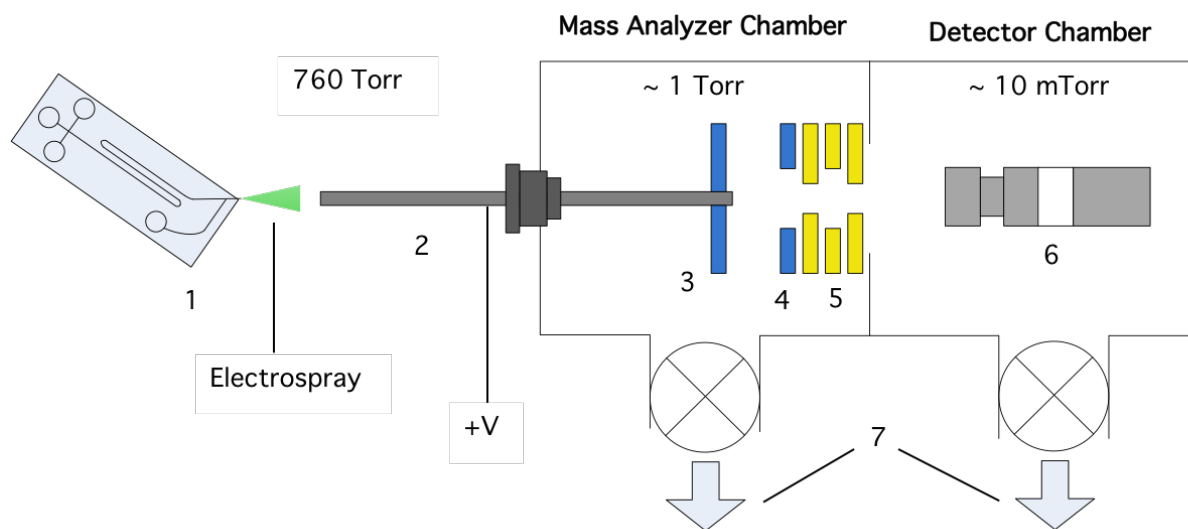 Mass Analyzer Chamber
Detector Chamber
760 Torr
~ 1 Torr
~ 10 mTorr
1
2
3
4
5
6
Electrospray
+V
7